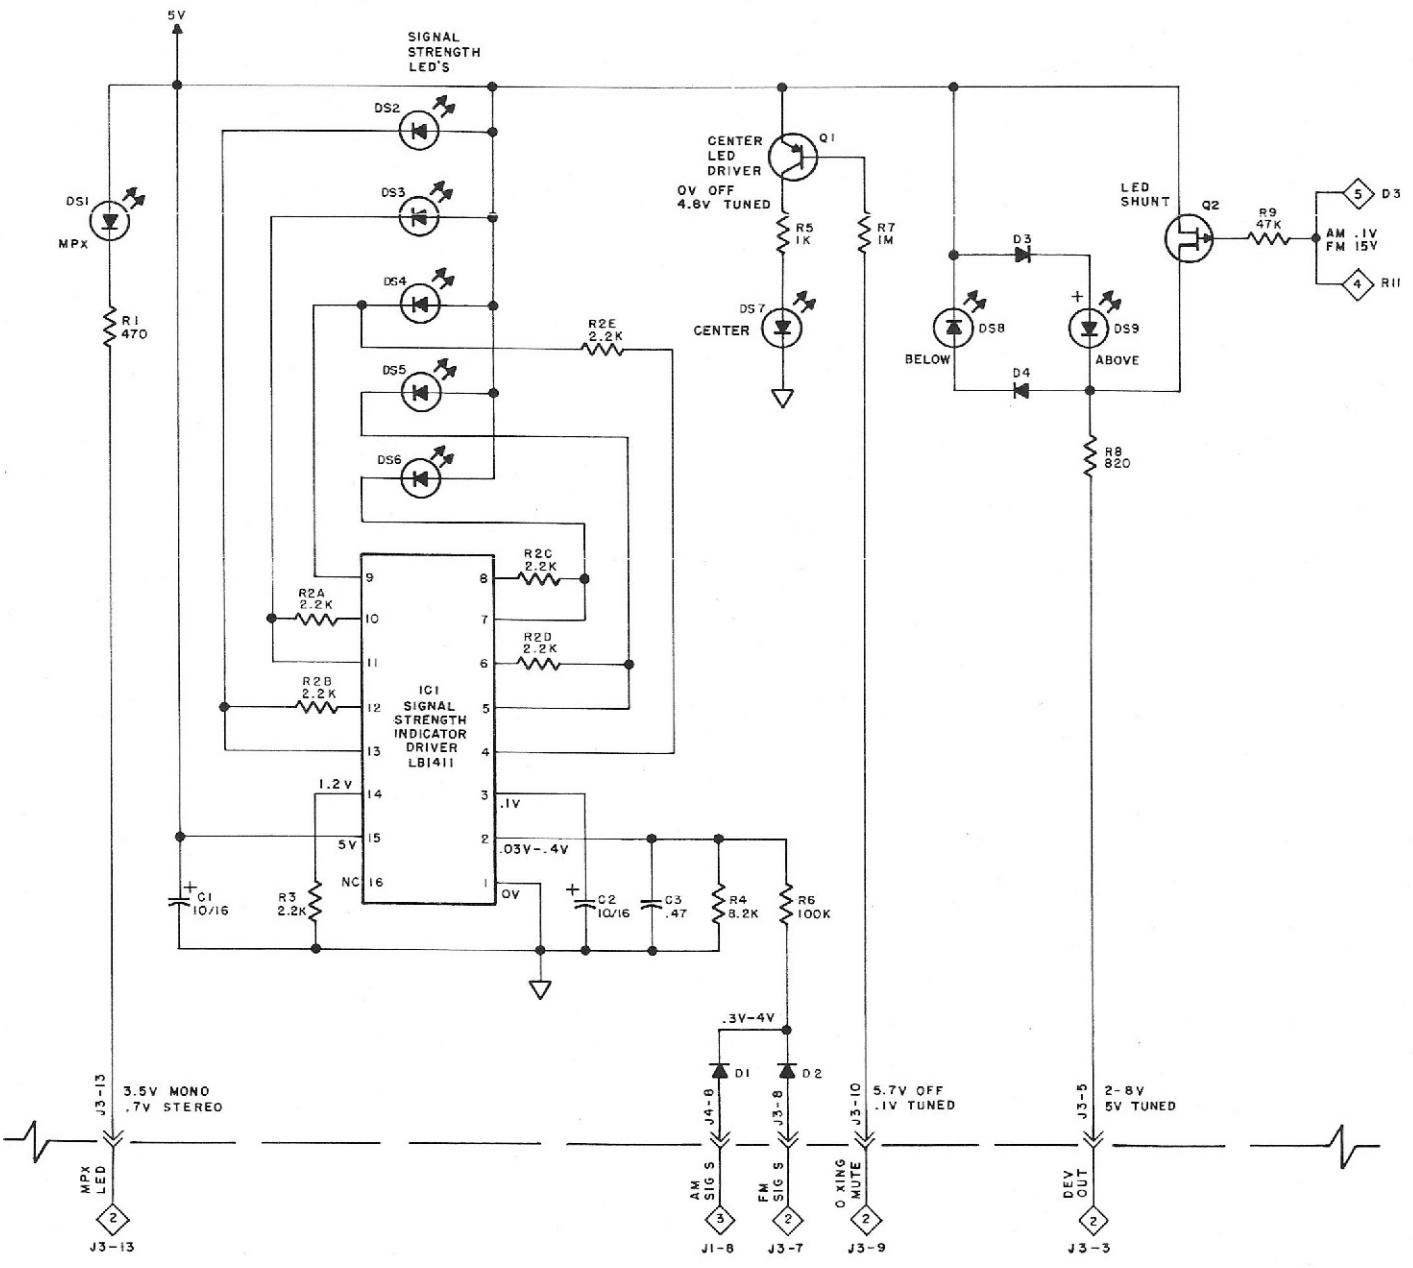 5V
SIGNAL
STRENGTH
LED'S
DS2
DS1
MPX
DS3
DS4
DS5
DS6
R1
470
R2E
2.2K
CENTER
LED
DRIVER
Q1
0V OFF
4.8V TUNED
R5
1K
R7
1M
DS7
CENTER
LED
SHUNT
Q2
R9
47K
5
D3
AM .1V
FM 15V
4
R11
D3
DS8
BELOW
+
DS9
ABOVE
D4
R8
820
R2C
2.2K
R2A
2.2K
R2D
2.2K
R2B
2.2K
9
10
11
12
13
14
15
16
8
7
6
5
4
3
2
1
IC1
SIGNAL
STRENGTH
INDICATOR
DRIVER
LB1411
1.2V
.1V
5V
.03V-.4V
NC
0V
+
C1
10/16
R3
2.2K
+
C2
10/16
C3
.47
R4
8.2K
R6
100K
.3V-4V
D1
D2
J3-13
3.5V MONO
.7V STEREO
J4-8
J3-8
J3-10
5.7V OFF
.1V TUNED
J3-5
2-8V
5V TUNED
MPX
LED
2
J3-13
AM
SIG S
3
J1-8
FM
SIG S
2
J3-7
O XING
MUTE
2
J3-9
DEV
OUT
2
J3-3